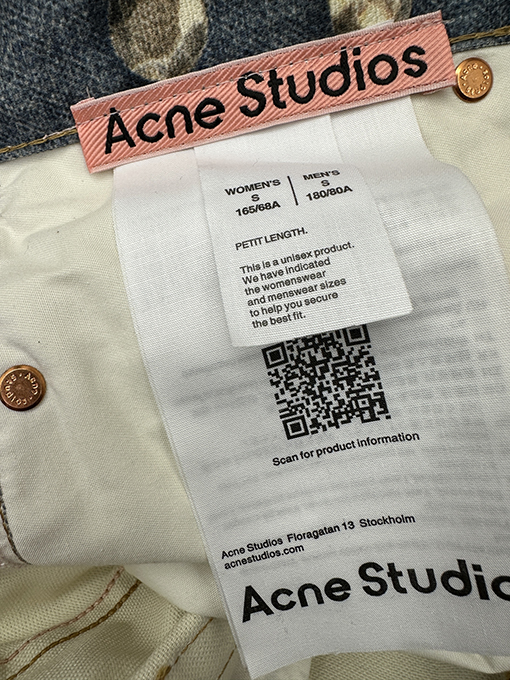 Acne Studios
WOMEN'S
S
165/68A
MEN'S
S
180/80A
PETIT LENGTH.
This is a unisex product.
We have indicated
the womenswear
and menswear sizes
to help you secure
the best fit.
Scan for product information
Acne Studios Floragatan 13 Stockholm
acnestudios.com
Acne Studio